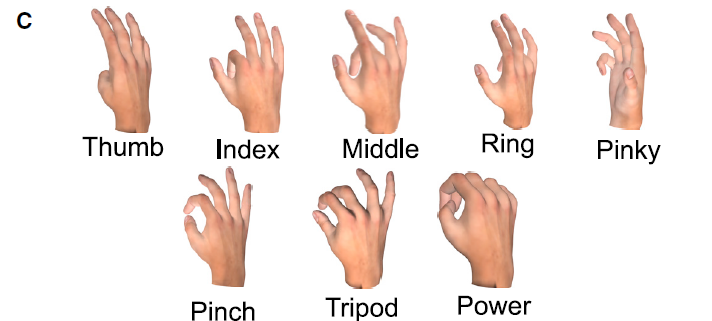 C
Thumb Index Middle Ring Pinky
Pinch Tripod Power